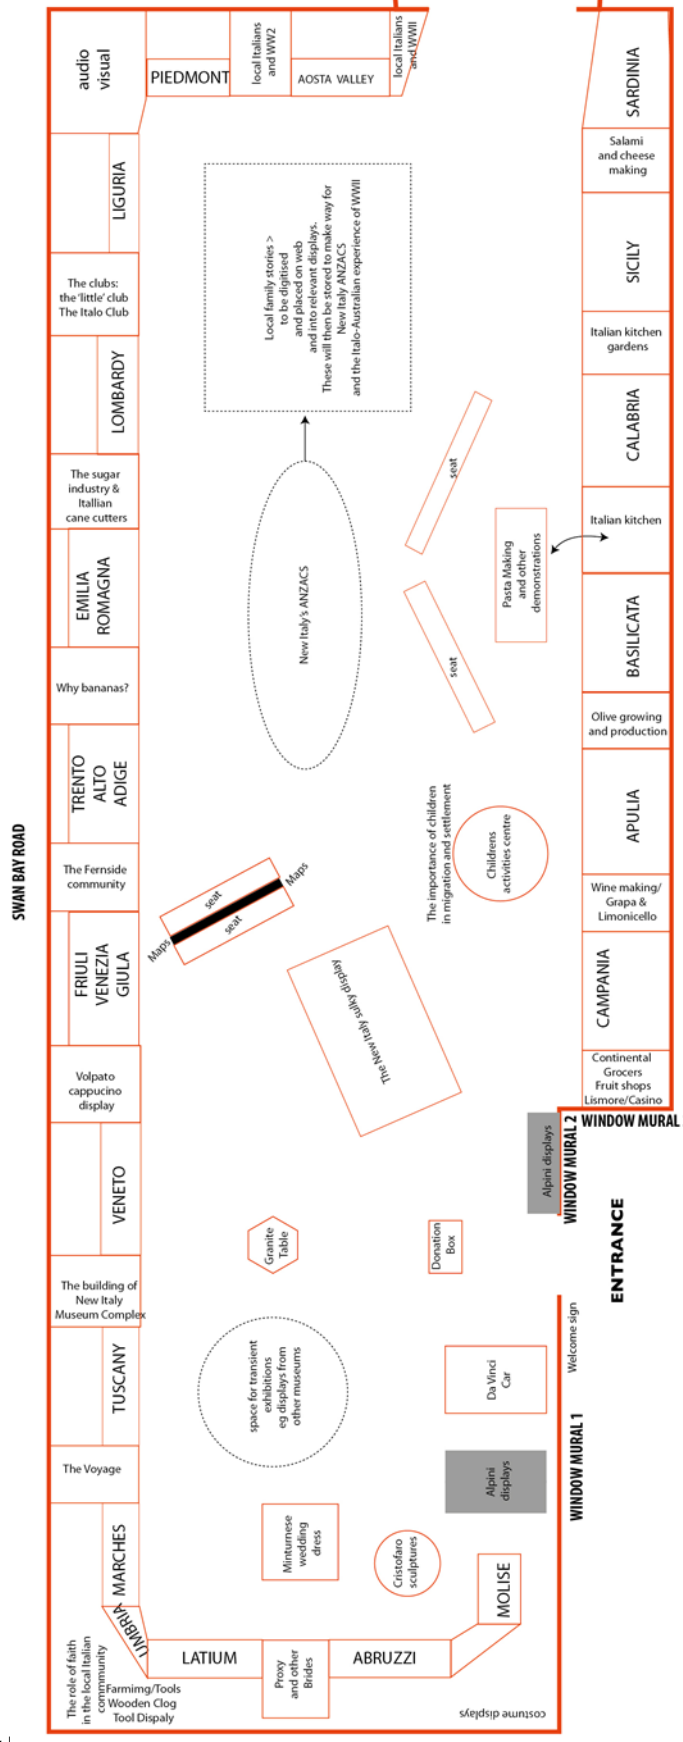 audio
visual
PIEDMONT
local Italians
and WW2
AOSTA VALLEY
local Italians
and WWII
SARDINIA
Salami
and cheese
making
SICILY
Italian kitchen
gardens
CALABRIA
Italian kitchen
BASILICATA
Olive growing
and production
APULIA
Wine making/
Grapa &
Limonicello
CAMPANIA
Continental
Grocers
Fruit shops
Lismore/Casino
WINDOW MURAL
LIGURIA
The clubs:
the 'little' club
The Italo Club
LOMBARDY
The sugar
industry &
Itallian
cane cutters
EMILIA
ROMAGNA
Why bananas?
TRENTO
ALTO
ADIGE
The Fernside
community
FRIULI
VENEZIA
GIULA
Volpato
cappucino
display
VENETO
The building of
New Italy
Museum Complex
TUSCANY
The Voyage
MARCHES
UMBRIA
The role of faith
in the local Italian
commmunity
Farmimg/Tools
Wooden Clog
Tool Dispaly
LATIUM
Proxy
and other
Brides
ABRUZZI
MOLISE
costume displays
SWAN BAY ROAD
Local family stories >
to be digitised
and placed on web
and into relevant displays.
These will then be stored to make way for
New Italy ANZACS
and the Italo-Australian experience of WWII
New Italy's ANZACS
seat
seat
Pasta Making
and other
demonstrations
The importance of children
in migration and settlement
Childrens
activities centre
Maps
seat
seat
Maps
The New Italy sulky display
Alpini displays
WINDOW MURAL 2
ENTRANCE
Granite
Table
Donation
Box
space for transient
exhibitions
eg displays from
other museums
Da Vinci
Car
Welcome sign
Alpini
displays
WINDOW MURAL 1
Minturnese
wedding
dress
Cristofaro
sculptures